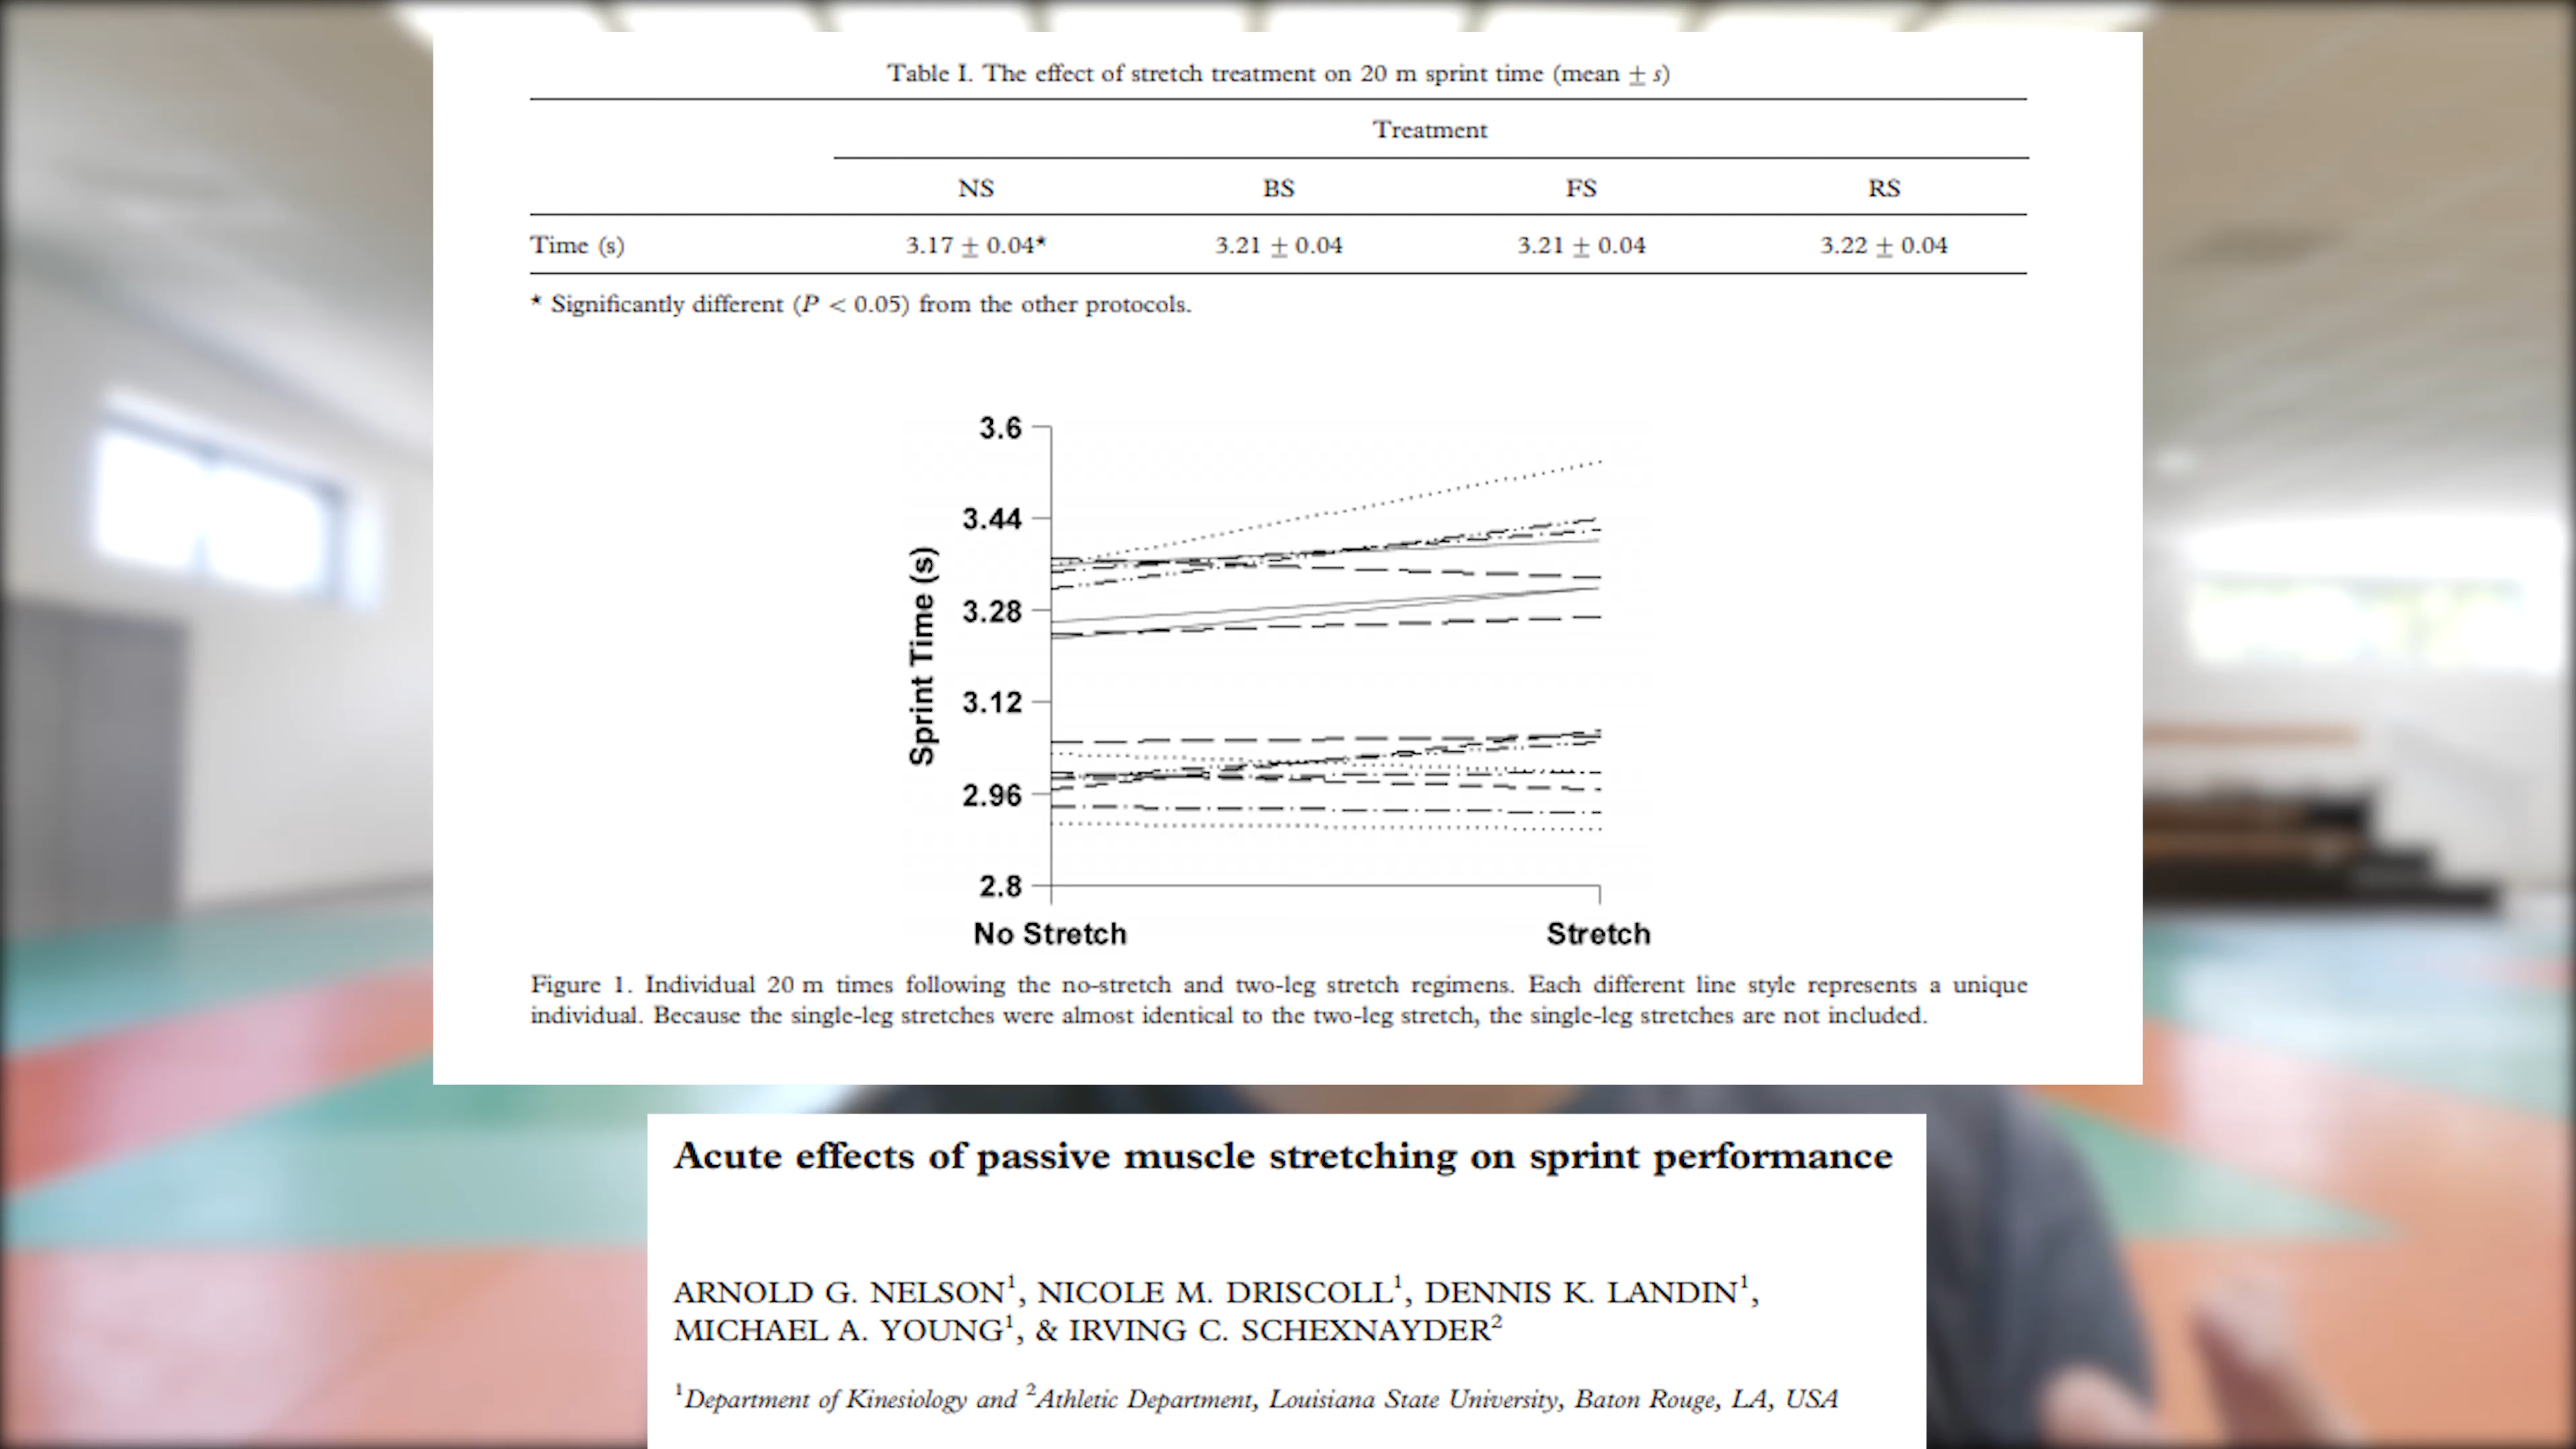 Table I. The effect of stretch treatment on 20 m sprint time (mean ± s)
Treatment
NS BS FS RS
Time (s) 3.17 ± 0.04* 3.21 ± 0.04 3.21 ± 0.04 3.22 ± 0.04
* Significantly different (P < 0.05) from the other protocols.
3.6
3.44
3.28
3.12
2.96
2.8
Sprint Time (s)
No Stretch Stretch
Figure 1. Individual 20 m times following the no-stretch and two-leg stretch regimens. Each different line style represents a unique
individual. Because the single-leg stretches were almost identical to the two-leg stretch, the single-leg stretches are not included.
Acute effects of passive muscle stretching on sprint performance
ARNOLD G. NELSON¹, NICOLE M. DRISCOLL¹, DENNIS K. LANDIN¹,
MICHAEL A. YOUNG¹, & IRVING C. SCHEXNAYDER²
¹Department of Kinesiology and ²Athletic Department, Louisiana State University, Baton Rouge, LA, USA